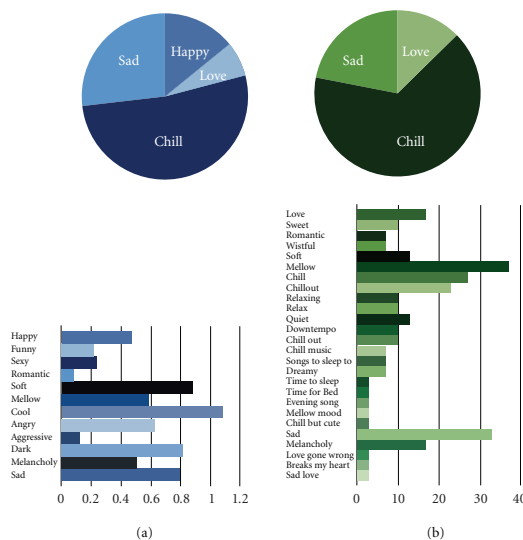 Happy
Love
Chill
Sad
Love
Chill
Sad
Happy
Funny
Sexy
Romantic
Soft
Mellow
Cool
Angry
Aggressive
Dark
Melancholy
Sad
0 0.2 0.4 0.6 0.8 1 1.2
(a)
Love
Sweet
Romantic
Wistful
Soft
Mellow
Chill
Chillout
Relaxing
Relax
Quiet
Downtempo
Chill out
Chill music
Songs to sleep to
Dreamy
Time to sleep
Time for Bed
Evening song
Mellow mood
Chill but cute
Sad
Melancholy
Love gone wrong
Breaks my heart
Sad love
0 10 20 30 40
(b)